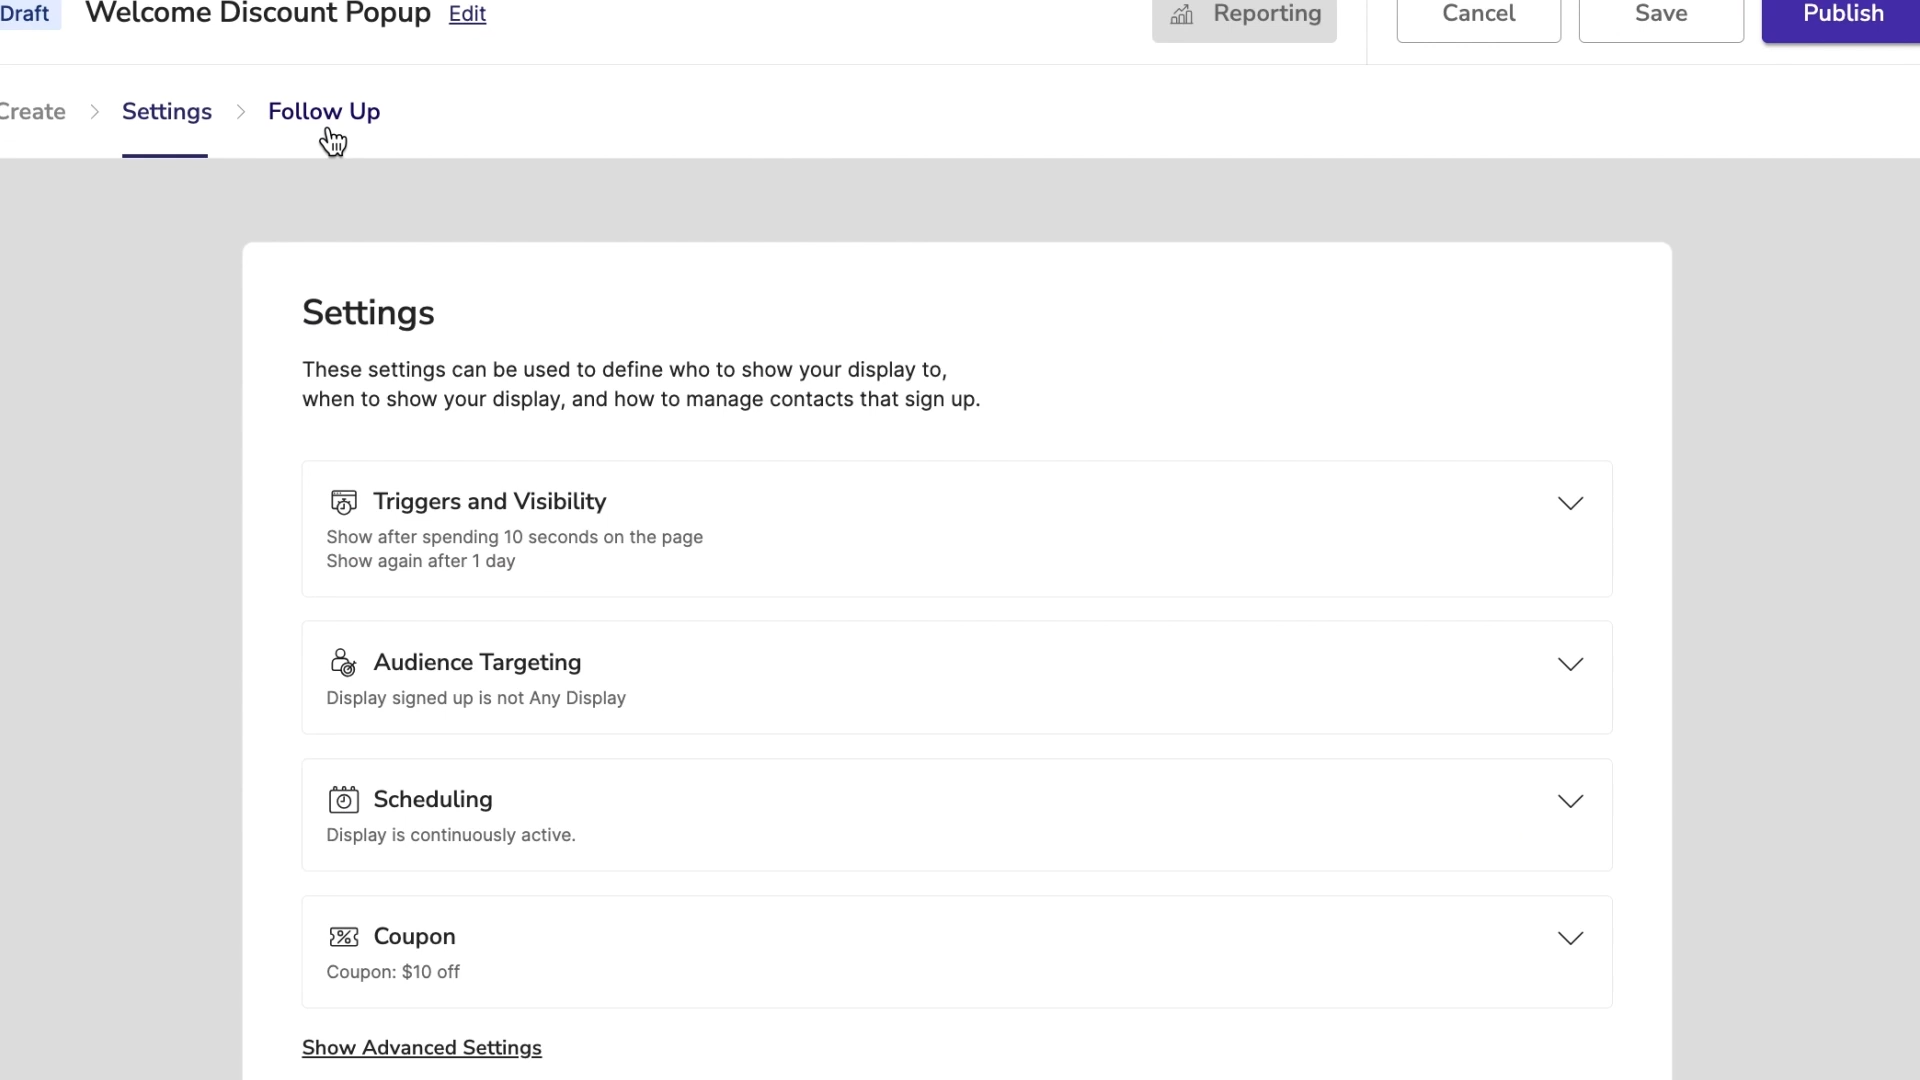 Draft Welcome Discount Popup Edit Reporting Cancel Save Publish
Create Settings Follow Up
Settings
These settings can be used to define who to show your display to,
when to show your display, and how to manage contacts that sign up.
Triggers and Visibility
Show after spending 10 seconds on the page
Show again after 1 day
Audience Targeting
Display signed up is not Any Display
Scheduling
Display is continuously active.
Coupon
Coupon: $10 off
Show Advanced Settings